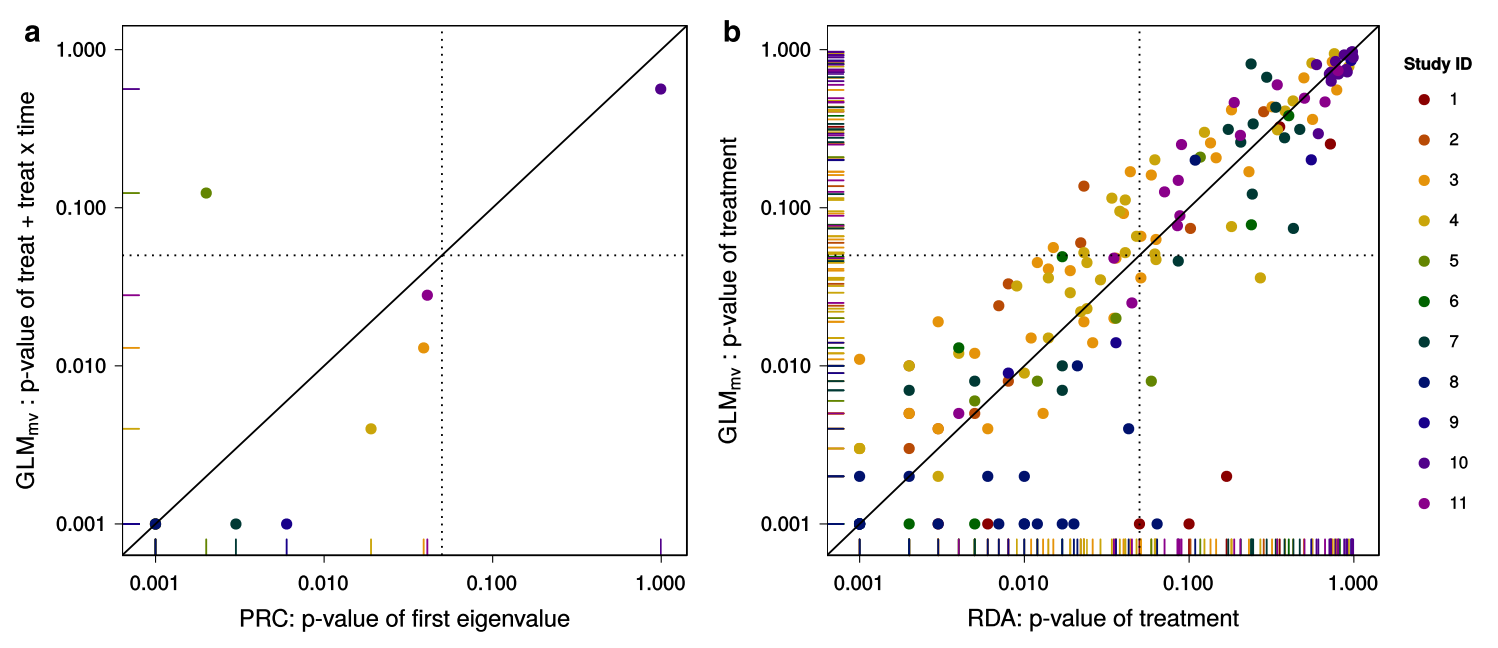 a
GLMmv : p-value of treat + treat x time
1.000
0.100
0.010
0.001
0.001 0.010 0.100 1.000
PRC: p-value of first eigenvalue
b
GLMmv : p-value of treatment
1.000
0.100
0.010
0.001
0.001 0.010 0.100 1.000
RDA: p-value of treatment
Study ID
1
2
3
4
5
6
7
8
9
10
11